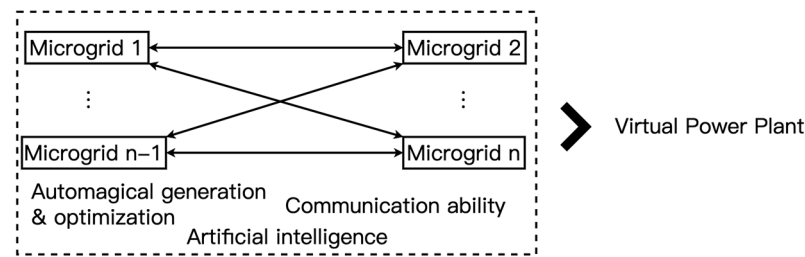 Microgrid 1
Microgrid 2
⋮
⋮
Virtual Power Plant
Microgrid n-1
Microgrid n
Automagical generation
& optimization
Communication ability
Artificial intelligence